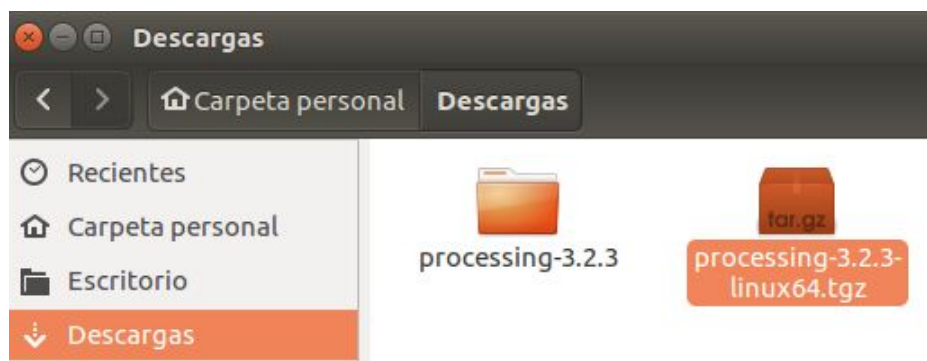 Descargas
Carpeta personal Descargas
Recientes
Carpeta personal
Escritorio
Descargas
processing-3.2.3
tar.gz
processing-3.2.3-
linux64.tgz